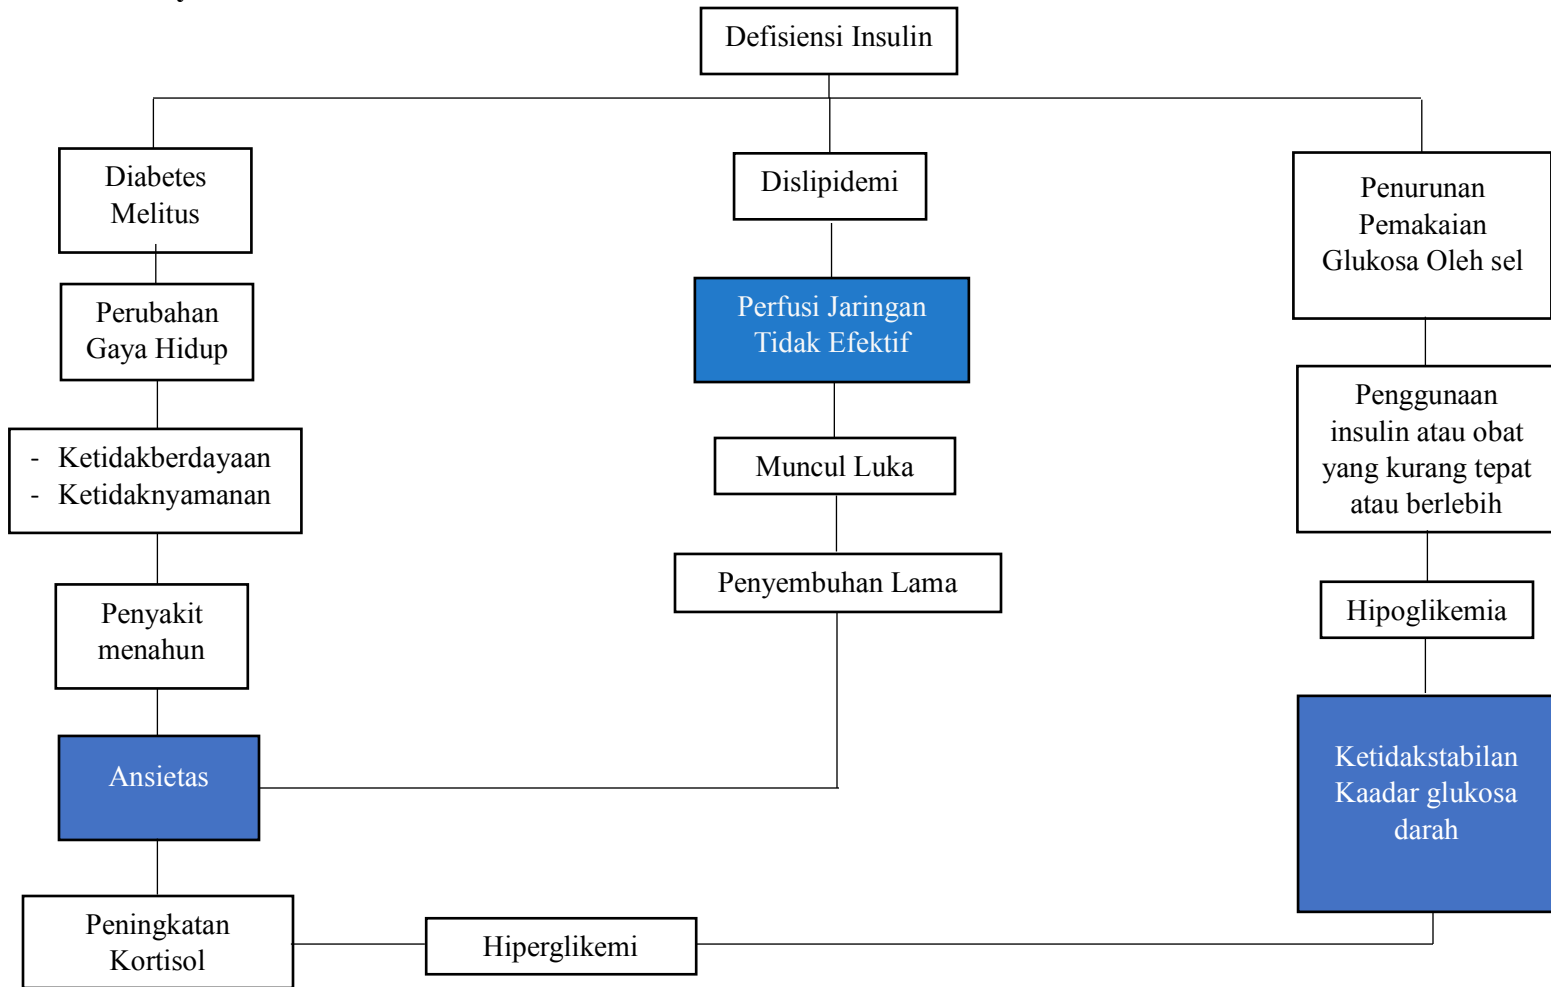 Defisiensi Insulin
Diabetes
Melitus
Dislipidemi
Penurunan
Pemakaian
Glukosa Oleh sel
Perubahan
Gaya Hidup
Perfusi Jaringan
Tidak Efektif
Penggunaan
insulin atau obat
yang kurang tepat
atau berlebih
- Ketidakberdayaan
- Ketidaknyamanan
Muncul Luka
Penyembuhan Lama
Penyakit
menahun
Hipoglikemia
Ansietas
Ketidakstabilan
Kaadar glukosa
darah
Peningkatan
Kortisol
Hiperglikemi